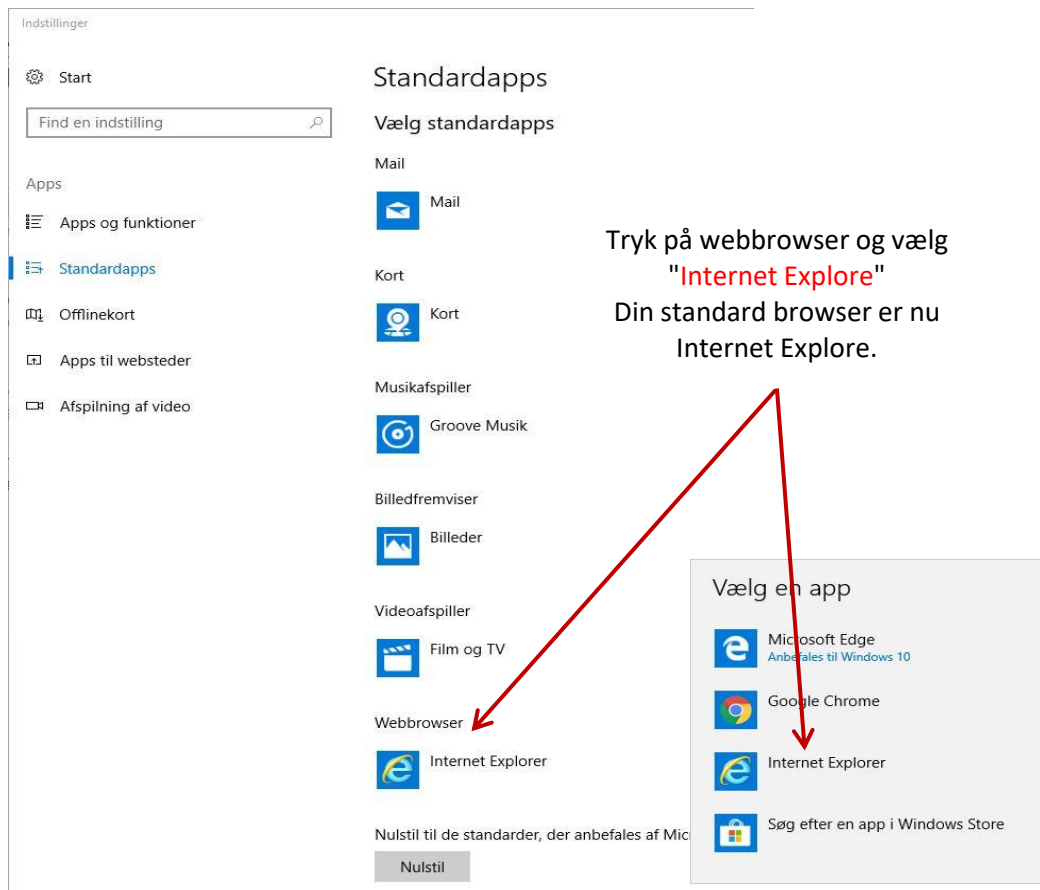 Indstillinger
Start
Find en indstilling
Apps
Apps og funktioner
Standardapps
Offlinekort
Apps til websteder
Afspilning af video
Standardapps
Vælg standardapps
Mail
Mail
Kort
Kort
Musikafspiller
Groove Musik
Billedfremviser
Billeder
Videoafspiller
Film og TV
Webbrowser
Internet Explorer
Nulstil til de standarder, der anbefales af
Nulstil
Tryk på webbrowser og vælg
"Internet Explore"
Din standard browser er nu
Internet Explore.
Vælg en app
Microsoft Edge
Anbefales til Windows 10
Google Chrome
Internet Explorer
Søg efter en app i Windows Store